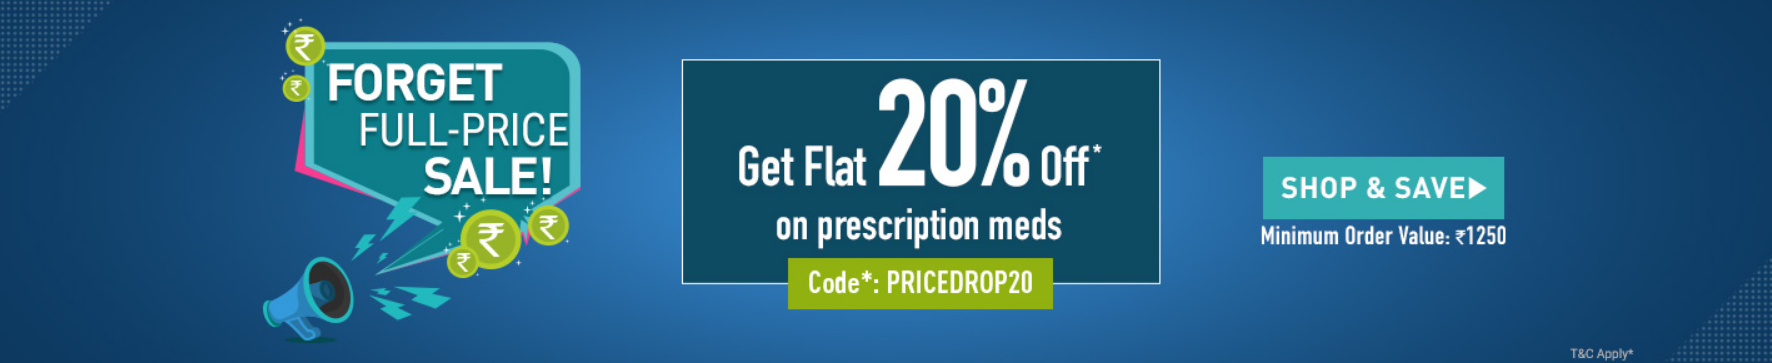 FORGET
FULL-PRICE
SALE!
Get Flat 20% Off*
on prescription meds
Code*: PRICEDROP20
SHOP & SAVE▶
Minimum Order Value: ₹1250
T&C Apply*